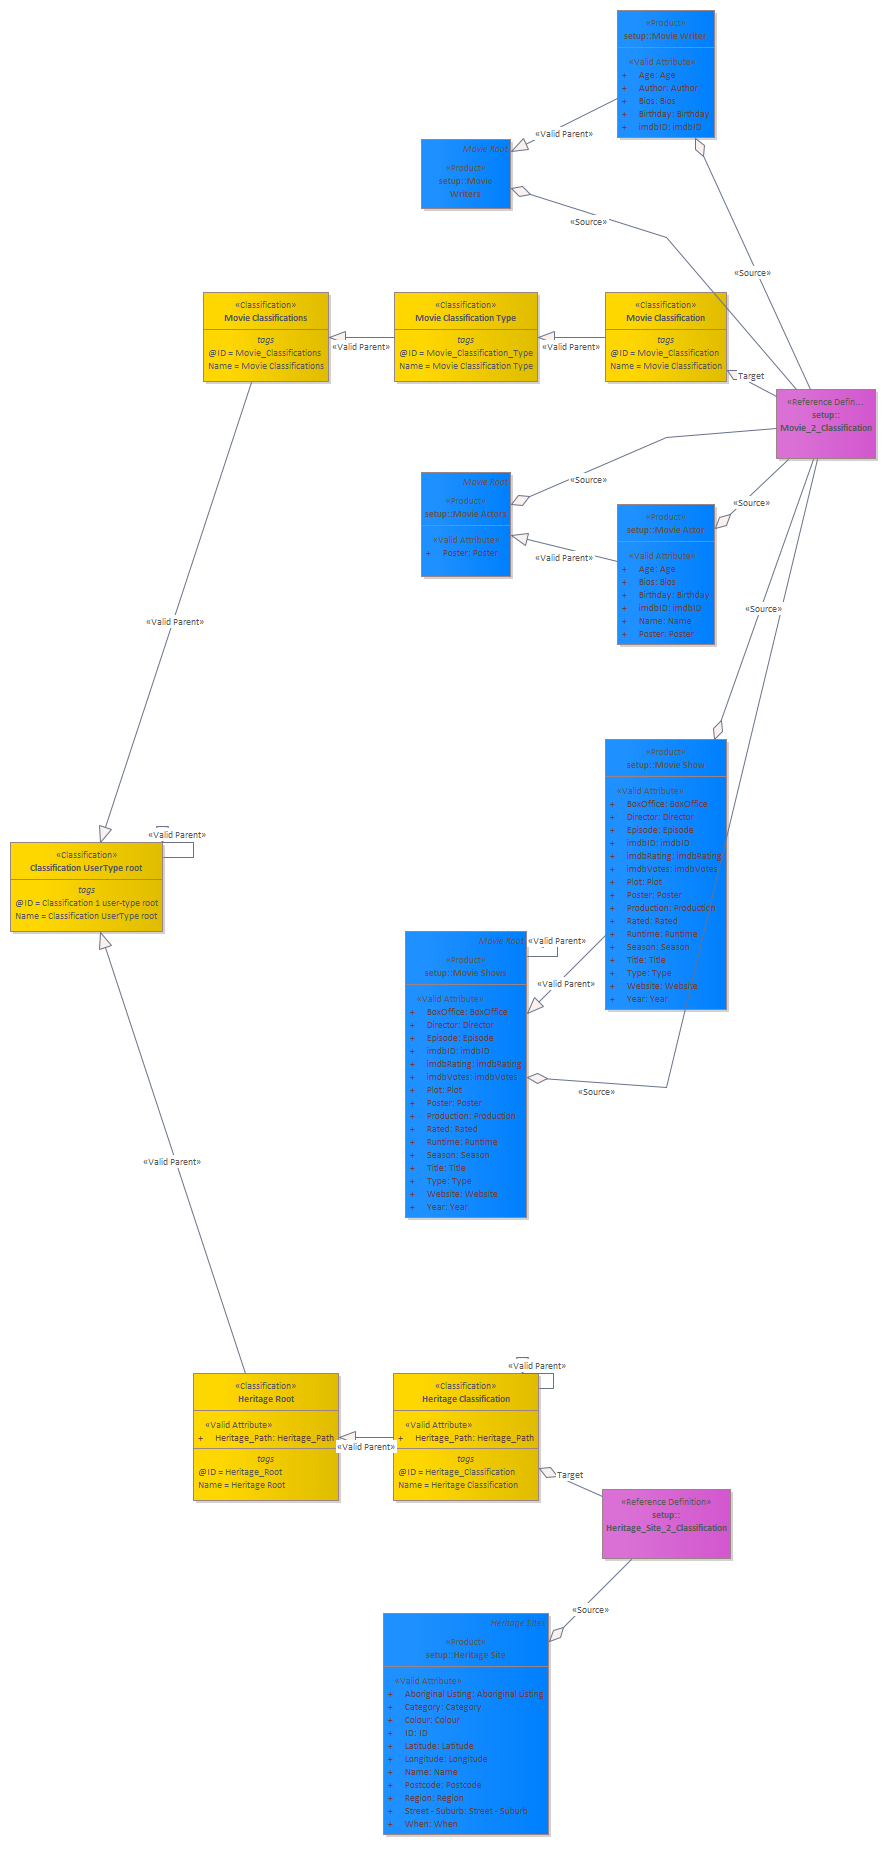 «Product»
setup::Movie Writer
«Valid Attribute»
+ Age: Age
+ Author: Author
+ Bios: Bios
+ Birthday: Birthday
+ imdbID: imdbID
«Valid Parent»
Movie Root
«Product»
setup::Movie
Writers
«Source»
«Source»
«Classification»
Movie Classifications
tags
@ID = Movie_Classifications
Name = Movie Classifications
«Valid Parent»
«Classification»
Movie Classification Type
tags
@ID = Movie_Classification_Type
Name = Movie Classification Type
«Valid Parent»
«Classification»
Movie Classification
tags
@ID = Movie_Classification
Name = Movie Classification
Target
«Reference Defin...
setup::
Movie_2_Classification
«Source»
Movie Root
«Product»
setup::Movie Actors
«Valid Attribute»
+ Poster: Poster
«Valid Parent»
«Source»
«Product»
setup::Movie Actor
«Valid Attribute»
+ Age: Age
+ Bios: Bios
+ Birthday: Birthday
+ imdbID: imdbID
+ Name: Name
+ Poster: Poster
«Source»
«Valid Parent»
«Product»
setup::Movie Show
«Valid Attribute»
+ BoxOffice: BoxOffice
+ Director: Director
+ Episode: Episode
+ imdbID: imdbID
+ imdbRating: imdbRating
+ imdbVotes: imdbVotes
+ Plot: Plot
+ Poster: Poster
+ Production: Production
+ Rated: Rated
+ Runtime: Runtime
+ Season: Season
+ Title: Title
+ Type: Type
+ Website: Website
+ Year: Year
«Valid Parent»
«Classification»
Classification UserType root
tags
@ID = Classification 1 user-type root
Name = Classification UserType root
«Valid Parent»
«Valid Parent»
Movie Root
«Product»
setup::Movie Shows
«Valid Attribute»
+ BoxOffice: BoxOffice
+ Director: Director
+ Episode: Episode
+ imdbID: imdbID
+ imdbRating: imdbRating
+ imdbVotes: imdbVotes
+ Plot: Plot
+ Poster: Poster
+ Production: Production
+ Rated: Rated
+ Runtime: Runtime
+ Season: Season
+ Title: Title
+ Type: Type
+ Website: Website
+ Year: Year
«Source»
«Valid Parent»
«Classification»
Heritage Root
«Valid Attribute»
+ Heritage_Path: Heritage_Path
tags
@ID = Heritage_Root
Name = Heritage Root
«Valid Parent»
«Valid Parent»
«Classification»
Heritage Classification
«Valid Attribute»
+ Heritage_Path: Heritage_Path
tags
@ID = Heritage_Classification
Name = Heritage Classification
Target
«Reference Definition»
setup::
Heritage_Site_2_Classification
«Source»
Heritage Sites
«Product»
setup::Heritage Site
«Valid Attribute»
+ Aboriginal Listing: Aboriginal Listing
+ Category: Category
+ Colour: Colour
+ ID: ID
+ Latitude: Latitude
+ Longitude: Longitude
+ Name: Name
+ Postcode: Postcode
+ Region: Region
+ Street - Suburb: Street - Suburb
+ When: When